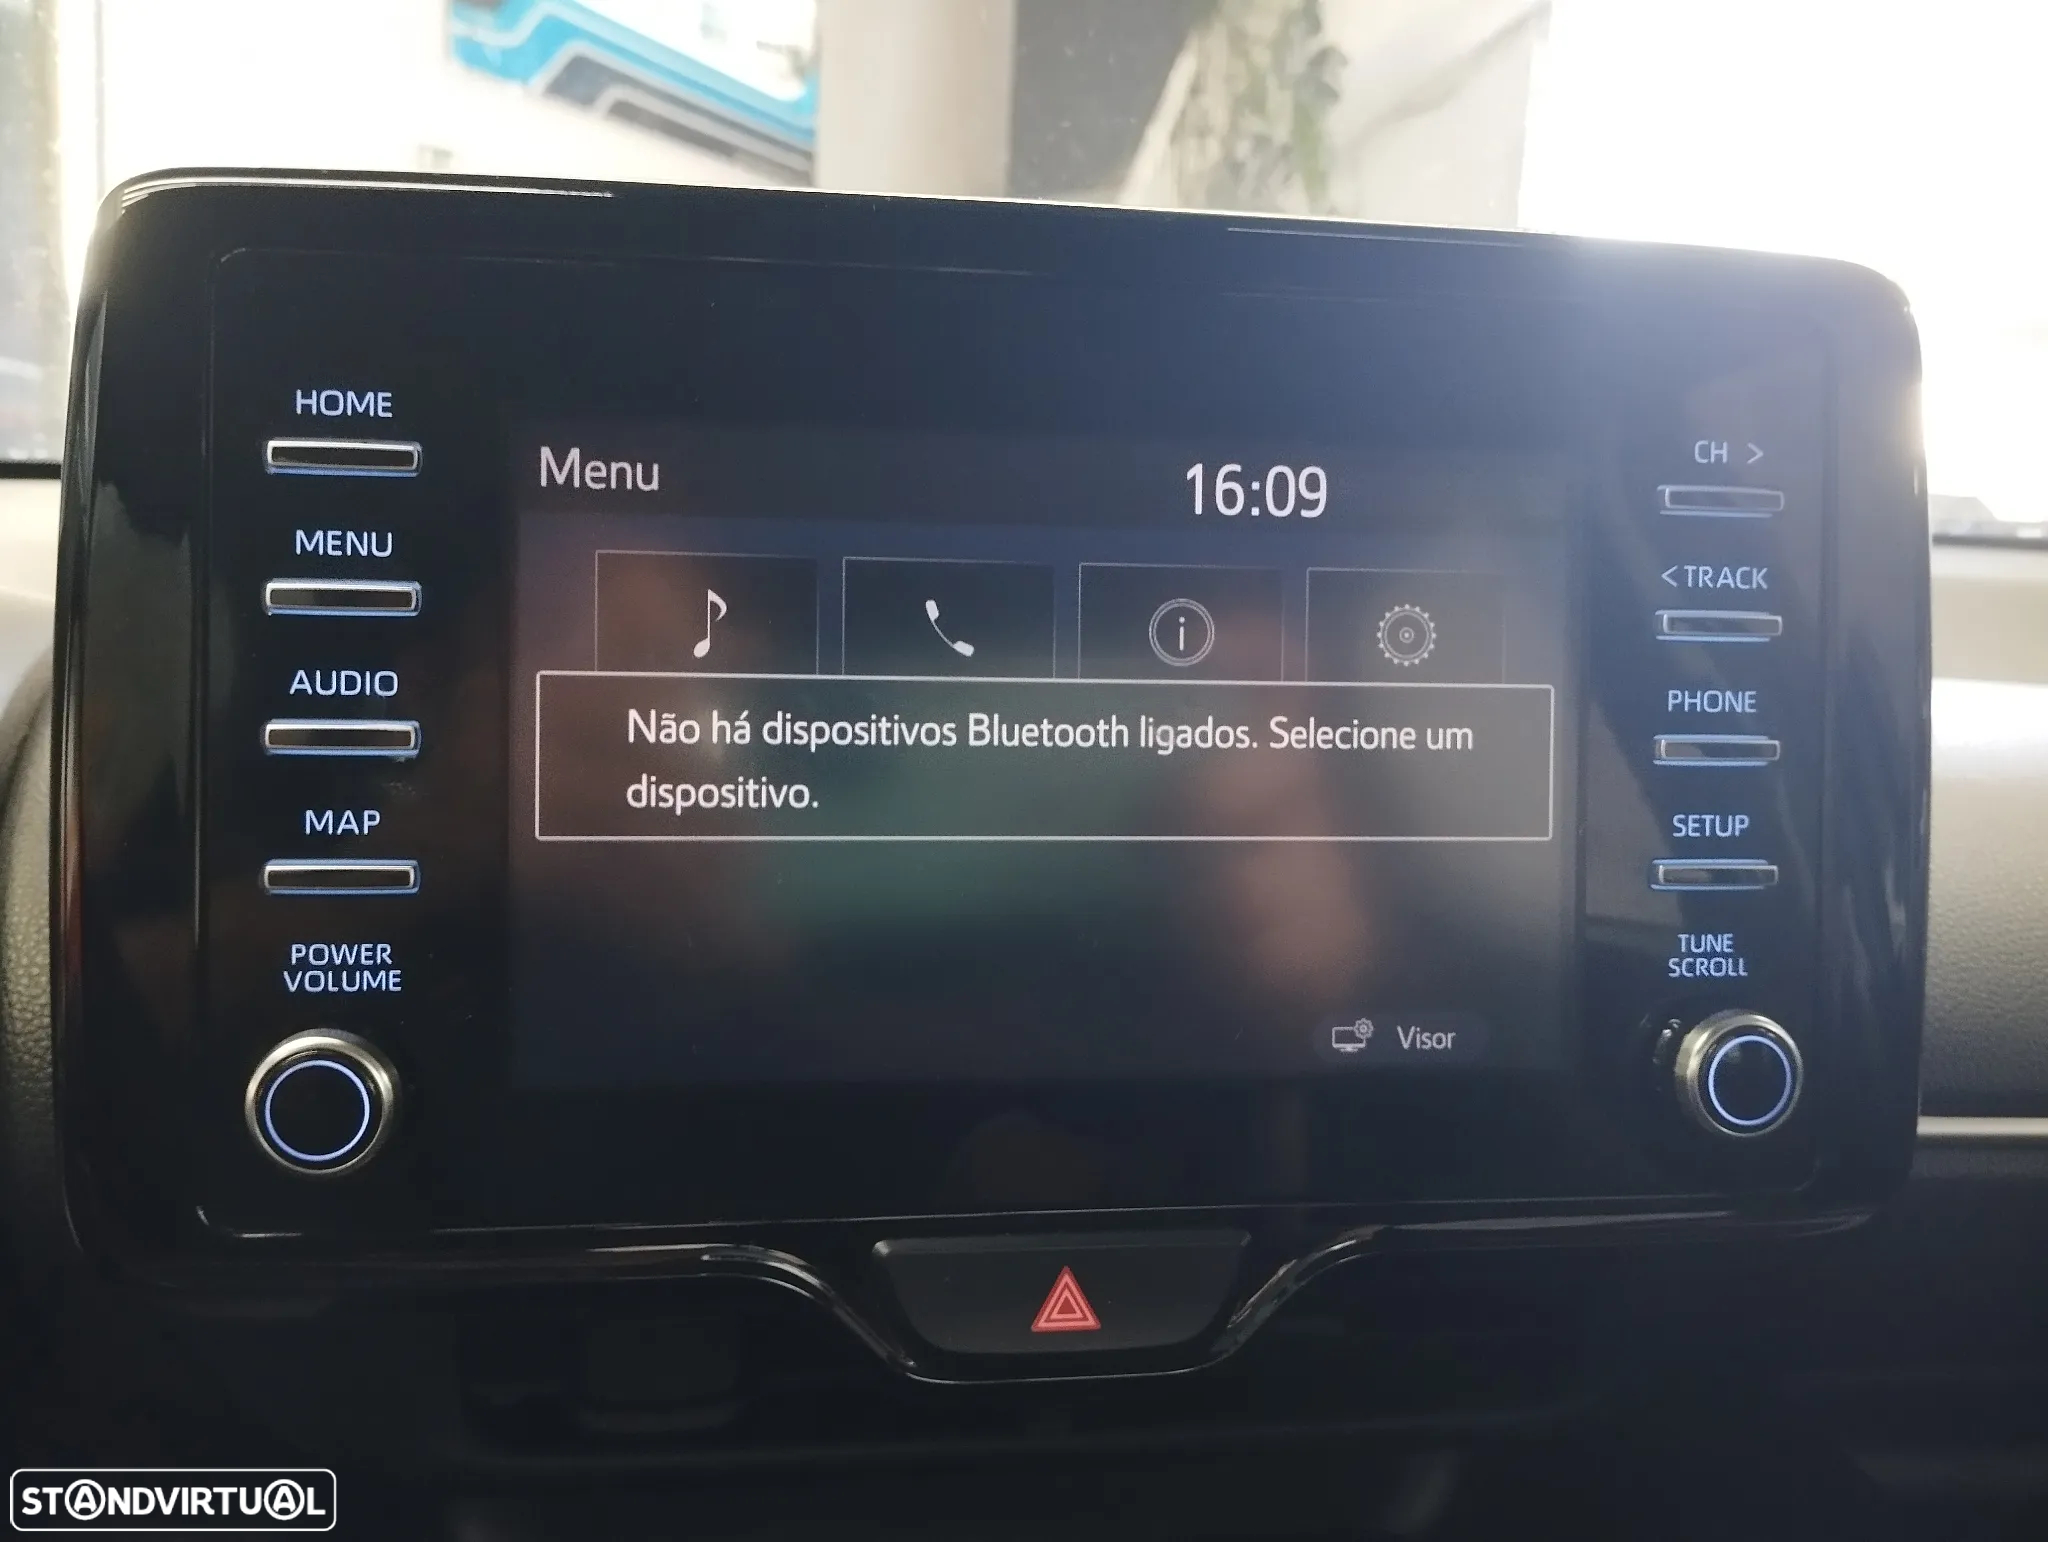 HOME
MENU
AUDIO
MAP
POWER
VOLUME
Menu
16:09
Não há dispositivos Bluetooth ligados. Selecione um
dispositivo.
Visor
CH >
< TRACK
PHONE
SETUP
TUNE
SCROLL
STANDVIRTUAL